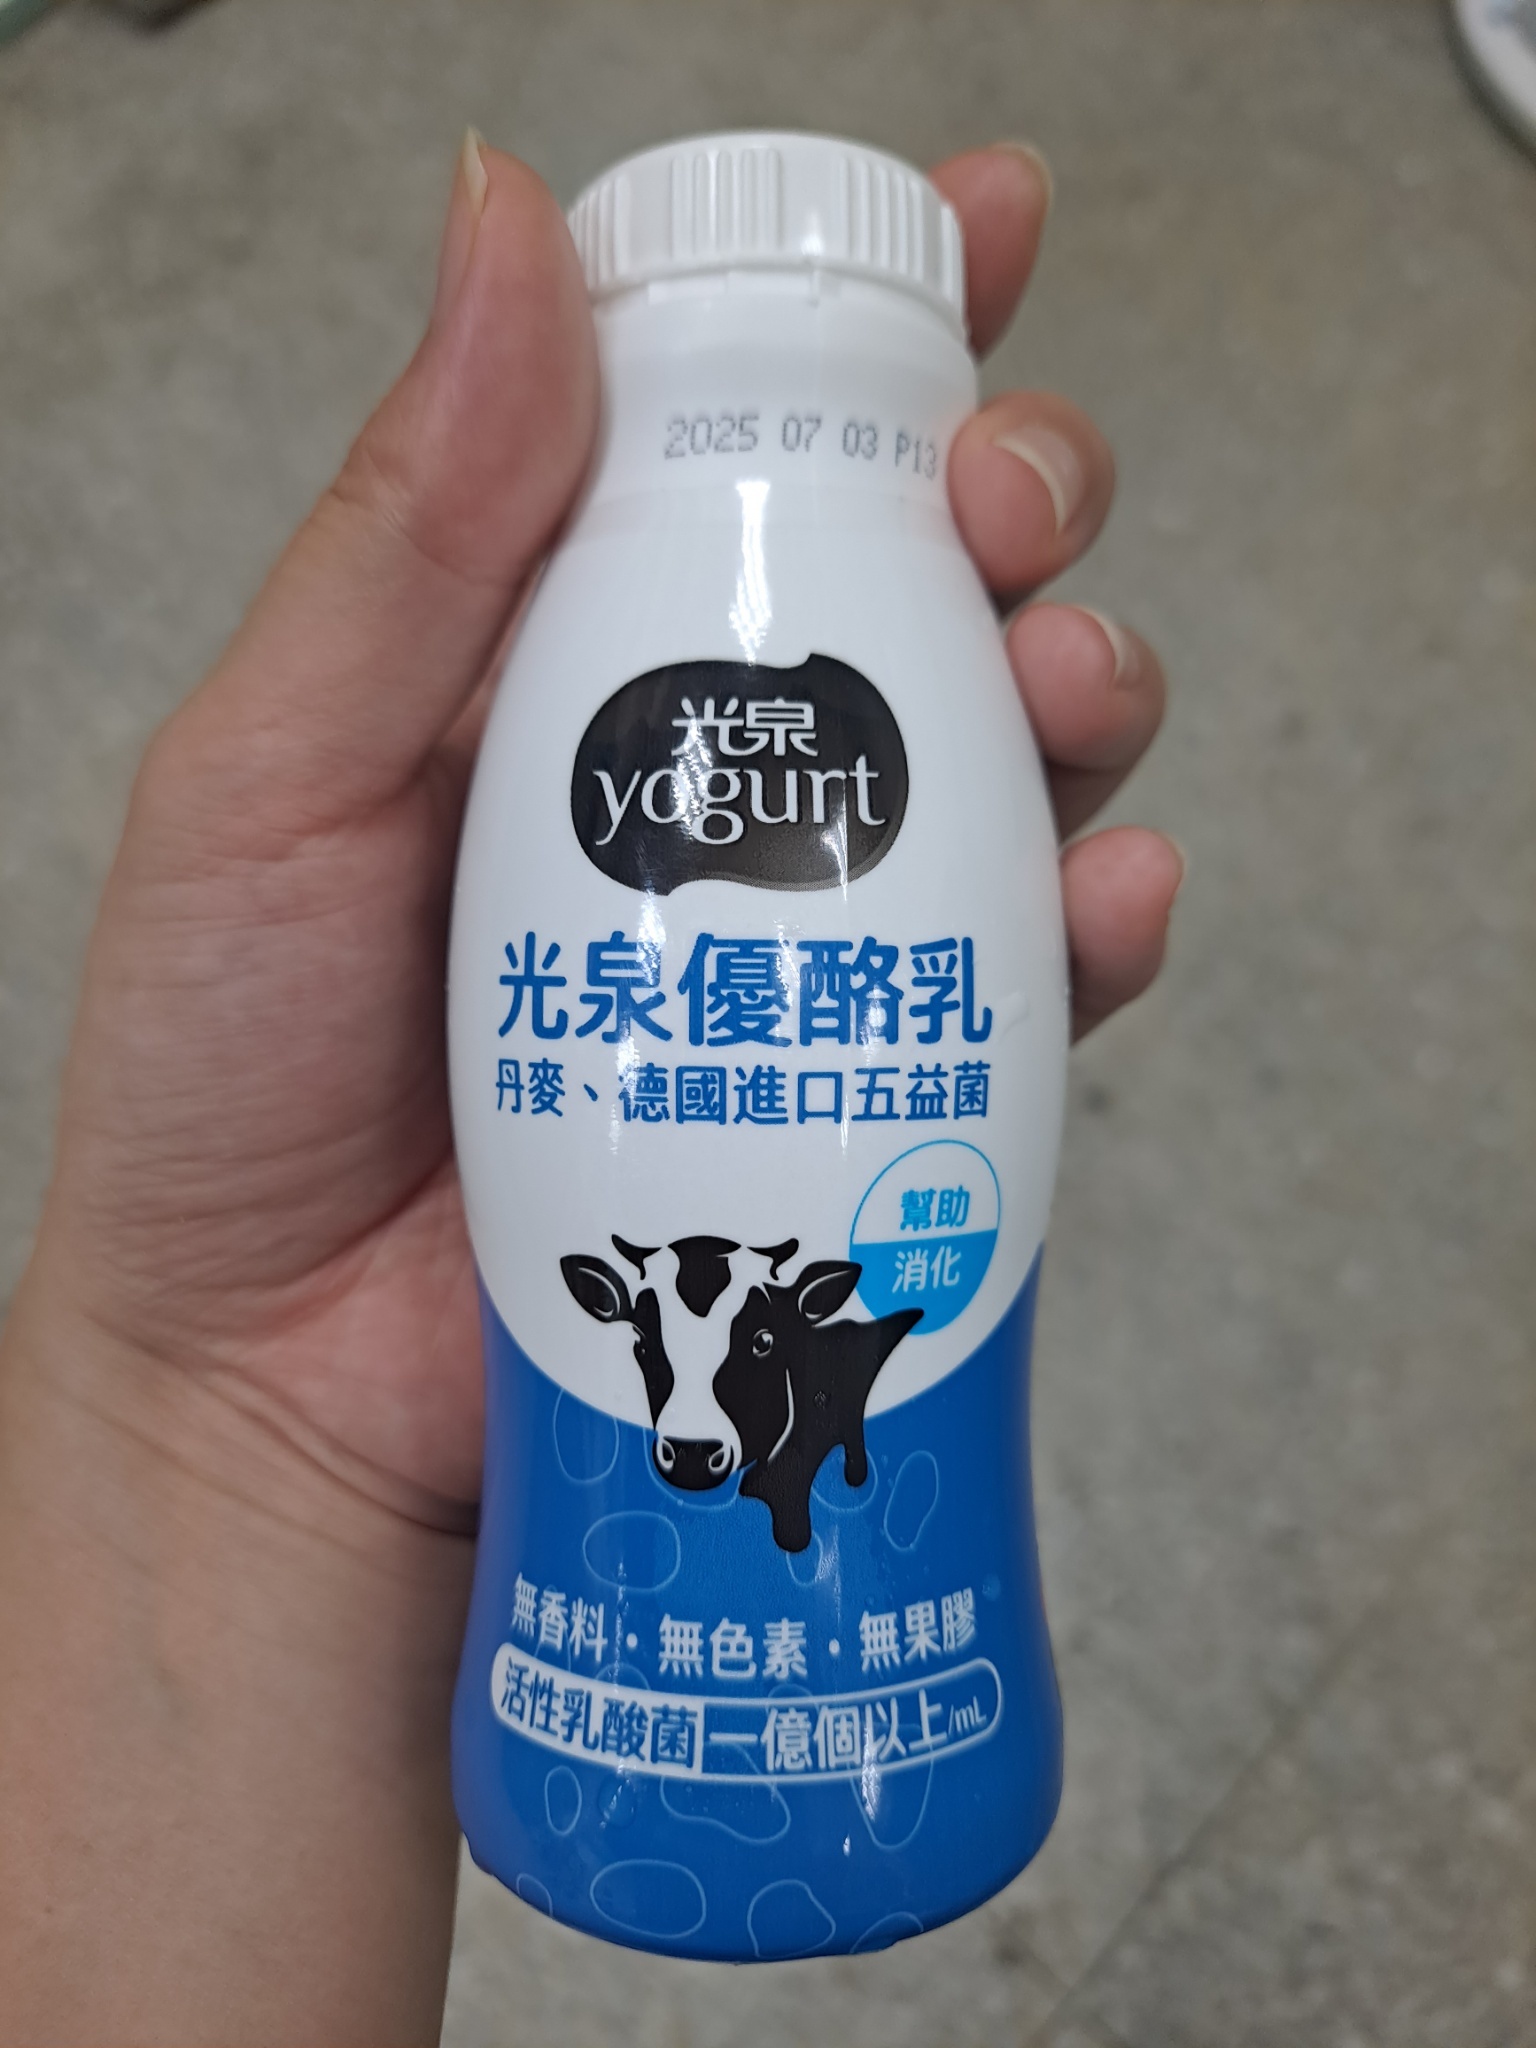 2025 07 03 P13
光泉
yogurt
光泉優酪乳
丹麥、德國進口五益菌
幫助
消化
無香料・無色素・無果膠
活性乳酸菌一億個以上/mL